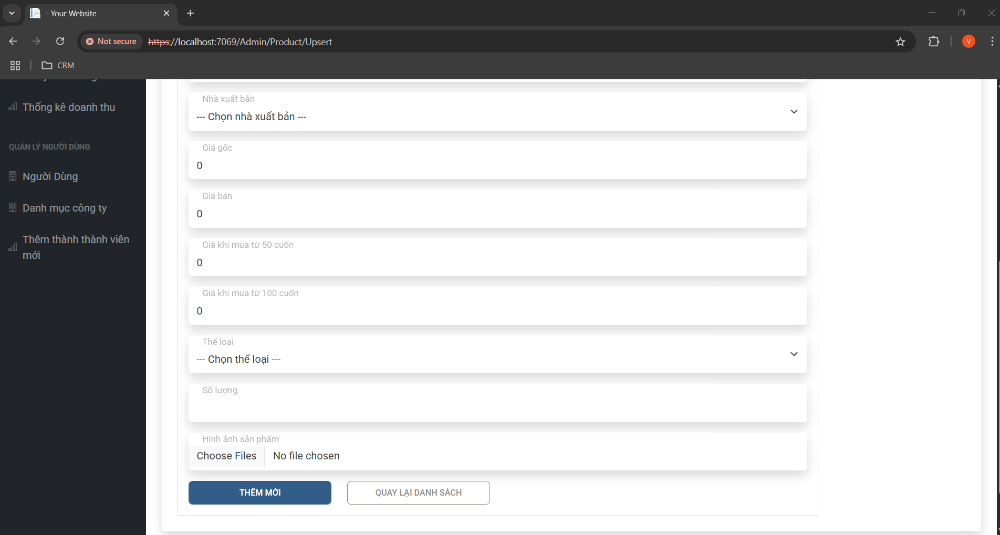 - Your Website
Not secure
https://localhost:7069/Admin/Product/Upsert
V
CRM
Thống kê doanh thu
QUẢN LÝ NGƯỜI DÙNG
Người Dùng
Danh mục công ty
Thêm thành thành viên
mới
Nhà xuất bản
--- Chọn nhà xuất bản ---
Giá gốc
0
Giá bán
0
Giá khi mua từ 50 cuốn
0
Giá khi mua từ 100 cuốn
0
Thể loại
--- Chọn thể loại ---
Số lượng
Hình ảnh sản phẩm
Choose Files No file chosen
THÊM MỚI
QUAY LẠI DANH SÁCH